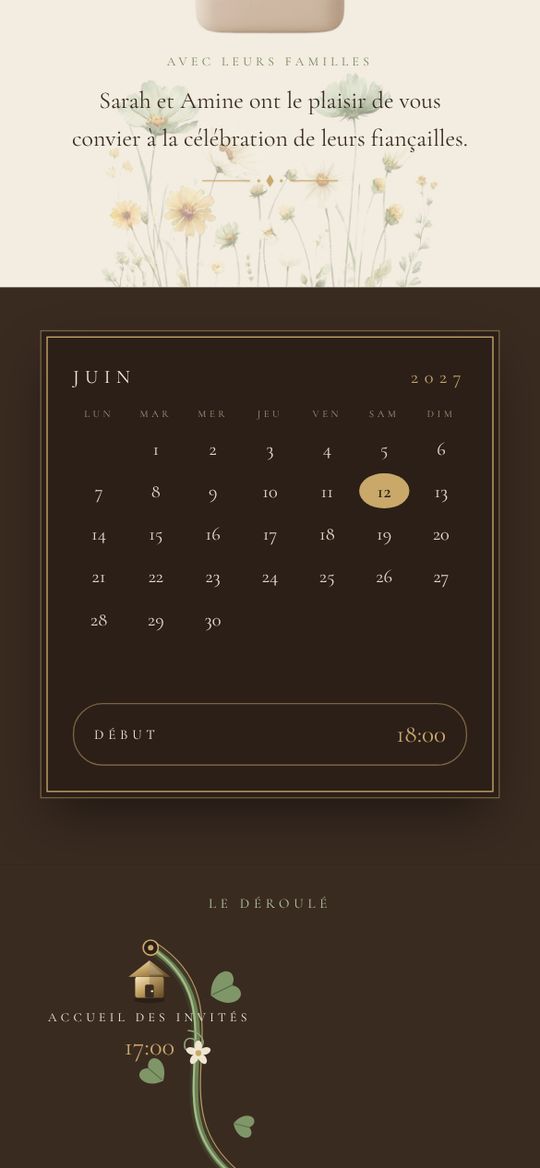 AVEC LEURS FAMILLES
Sarah et Amine ont le plaisir de vous
convier à la célébration de leurs fiançailles.
JUIN 2027
LUN MAR MER JEU VEN SAM DIM
1 2 3 4 5 6
7 8 9 10 11 12 13
14 15 16 17 18 19 20
21 22 23 24 25 26 27
28 29 30
DÉBUT 18:00
LE DÉROULÉ
ACCUEIL DES INVITÉS
17:00